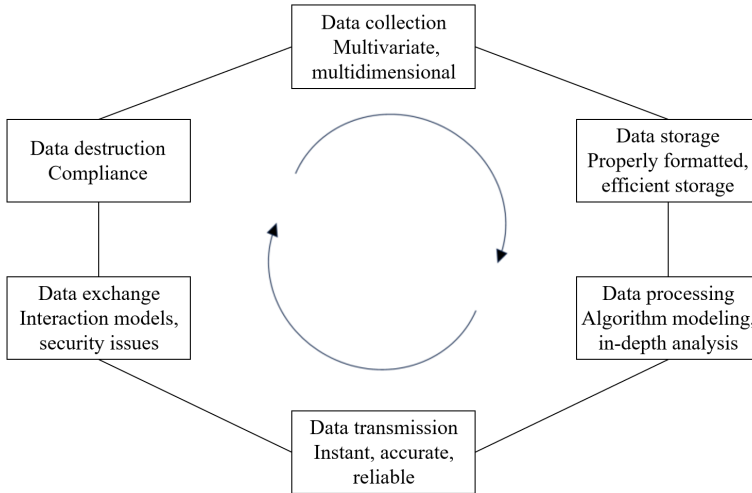 Data collection
Multivariate,
multidimensional
Data storage
Properly formatted,
efficient storage
Data processing
Algorithm modeling,
in-depth analysis
Data transmission
Instant, accurate,
reliable
Data exchange
Interaction models,
security issues
Data destruction
Compliance